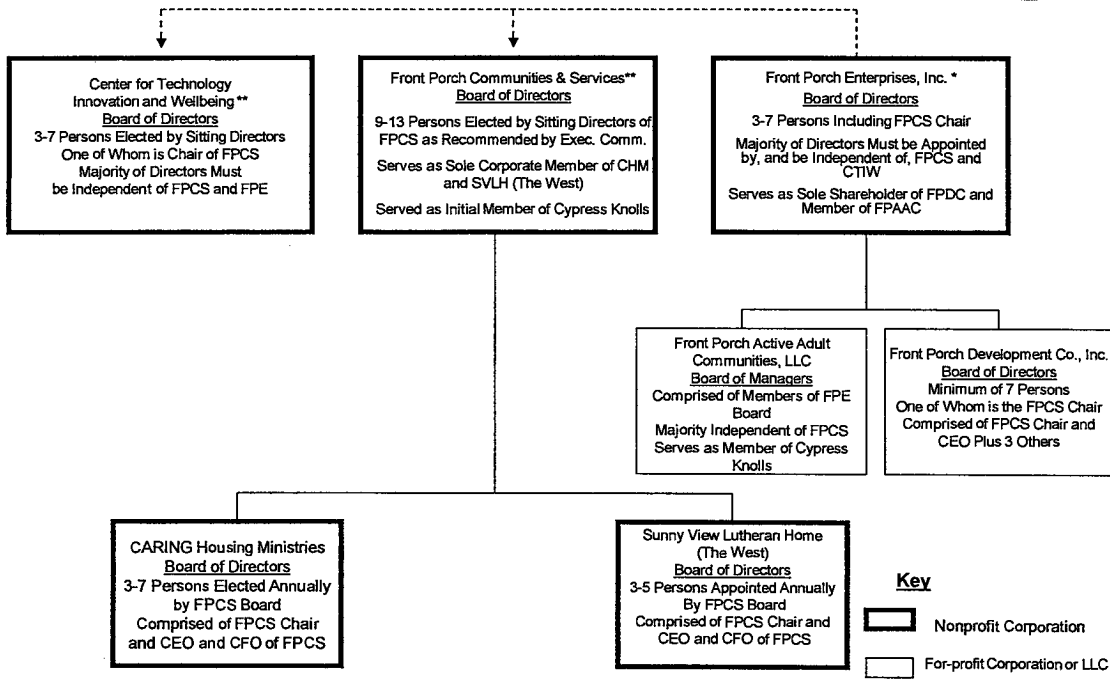 Center for Technology
Innovation and Wellbeing **
Board of Directors
3-7 Persons Elected by Sitting Directors
One of Whom is Chair of FPCS
Majority of Directors Must
be Independent of FPCS and FPE
Front Porch Communities & Services**
Board of Directors
9-13 Persons Elected by Sitting Directors of
FPCS as Recommended by Exec. Comm.
Serves as Sole Corporate Member of CHM
and SVLH (The West)
Served as Initial Member of Cypress Knolls
Front Porch Enterprises, Inc. *
Board of Directors
3-7 Persons Including FPCS Chair
Majority of Directors Must be Appointed
by, and be Independent of, FPCS and
CTIW
Serves as Sole Shareholder of FPDC and
Member of FPAAC
Front Porch Active Adult
Communities, LLC
Board of Managers
Comprised of Members of FPE
Board
Majority Independent of FPCS
Serves as Member of Cypress
Knolls
Front Porch Development Co., Inc.
Board of Directors
Minimum of 7 Persons
One of Whom is the FPCS Chair
Comprised of FPCS Chair and
CEO Plus 3 Others
CARING Housing Ministries
Board of Directors
3-7 Persons Elected Annually
by FPCS Board
Comprised of FPCS Chair
and CEO and CFO of FPCS
Sunny View Lutheran Home
(The West)
Board of Directors
3-5 Persons Appointed Annually
By FPCS Board
Comprised of FPCS Chair and
CEO and CFO of FPCS
Key
Nonprofit Corporation
For-profit Corporation or LLC